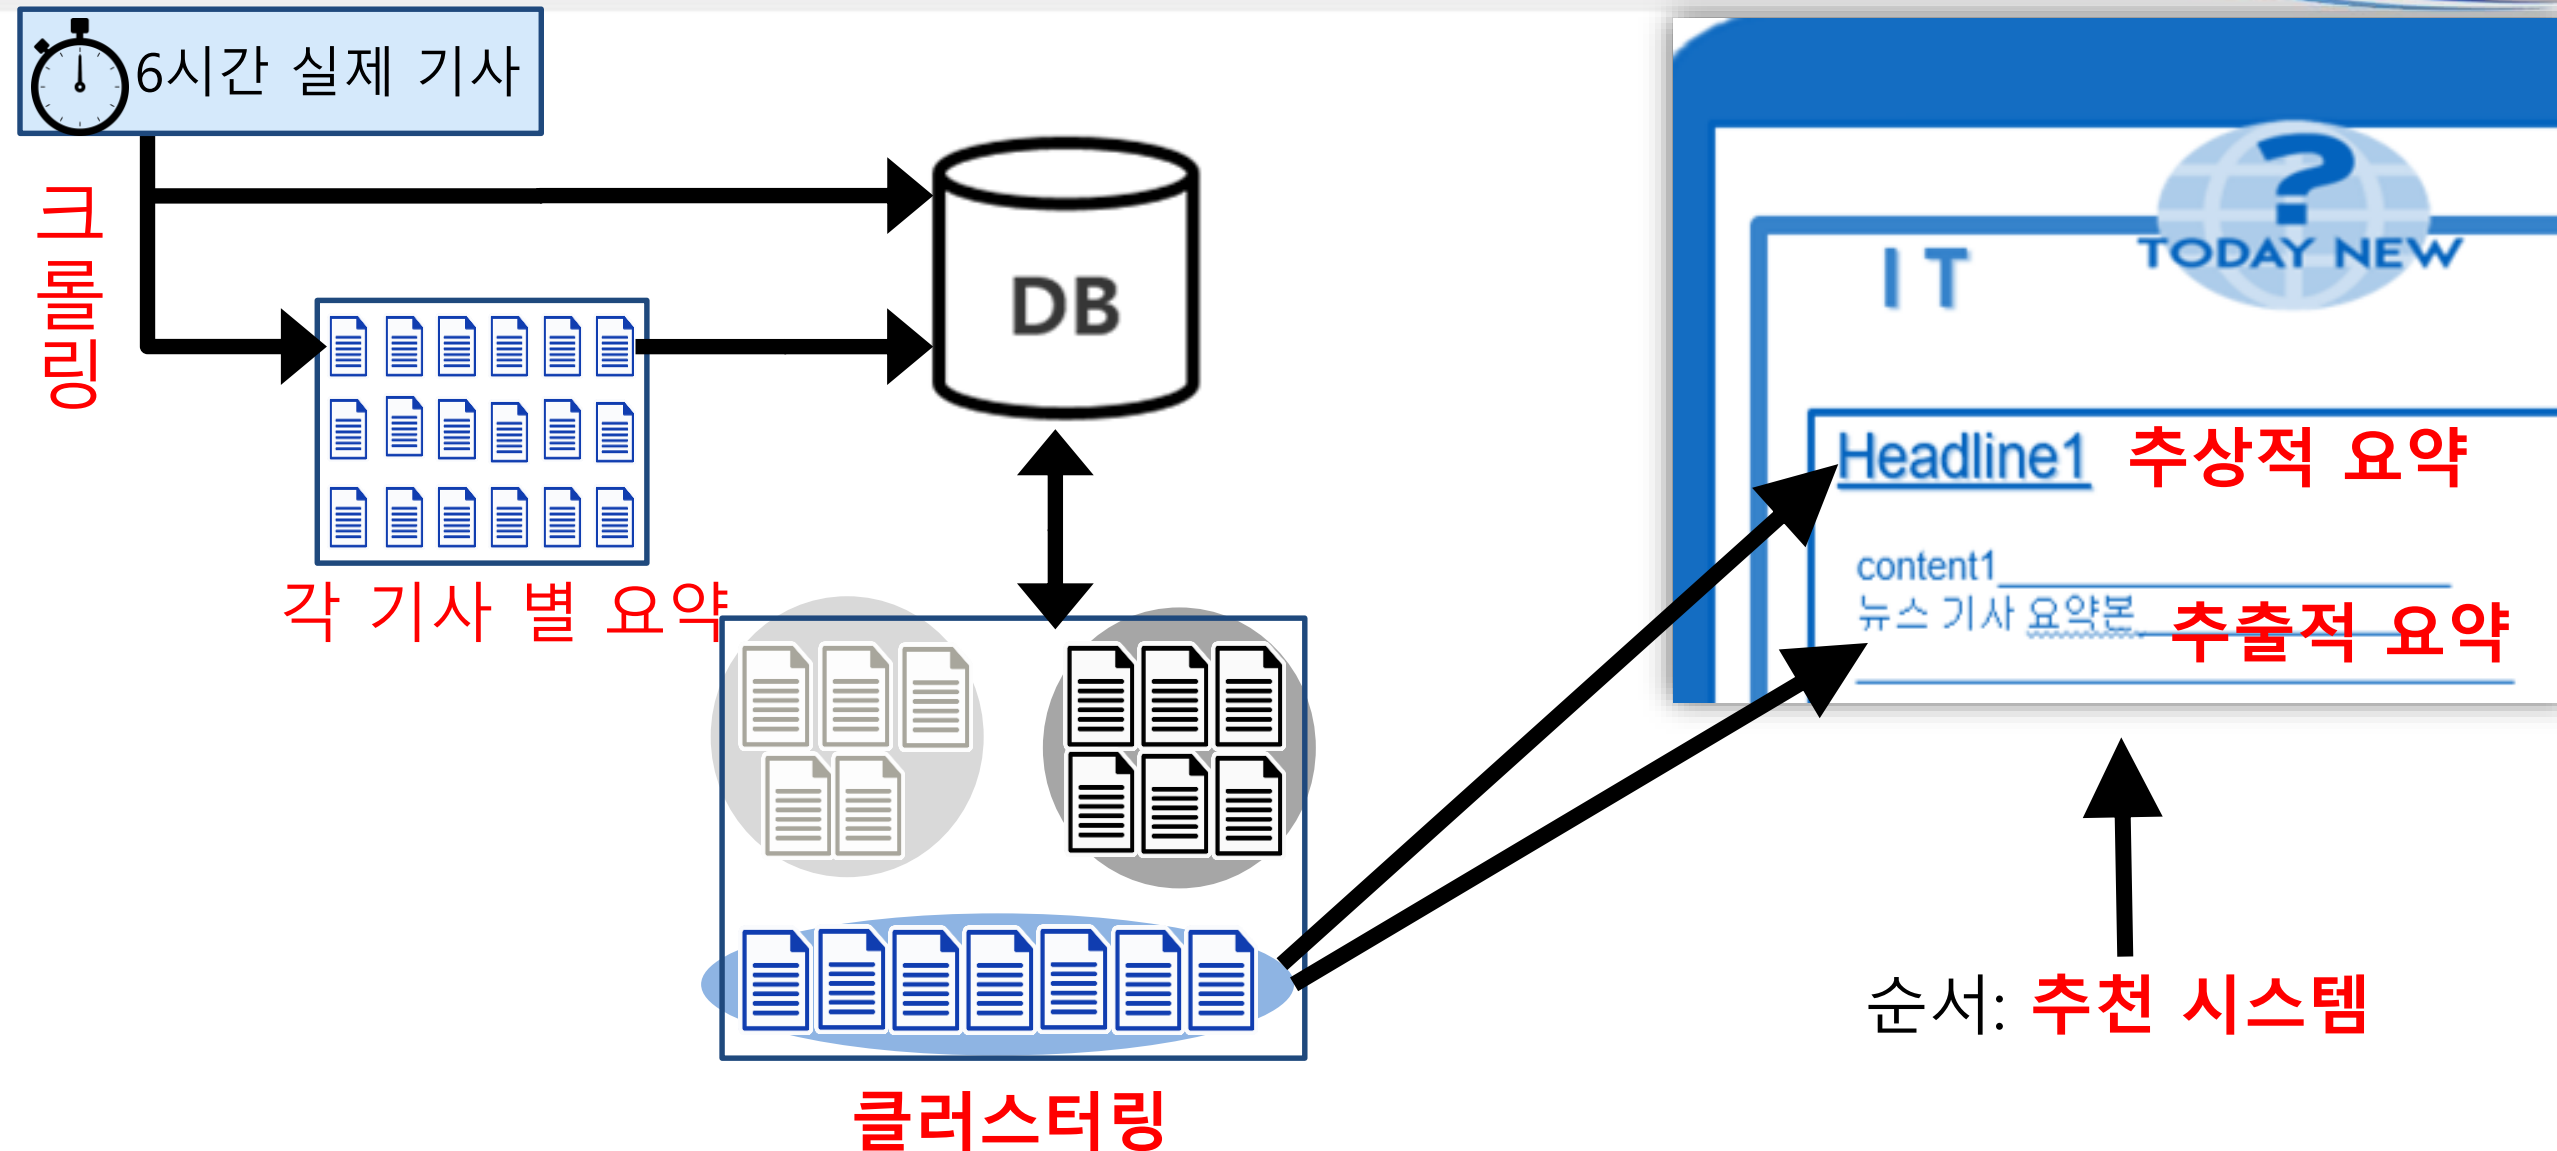 6시간 실제 기사
크롤링
DB
각 기사 별 요약
클러스터링
?
TODAY NEW
IT
Headline1 추상적 요약
content1
뉴스 기사 요약본 추출적 요약
순서: 추천 시스템